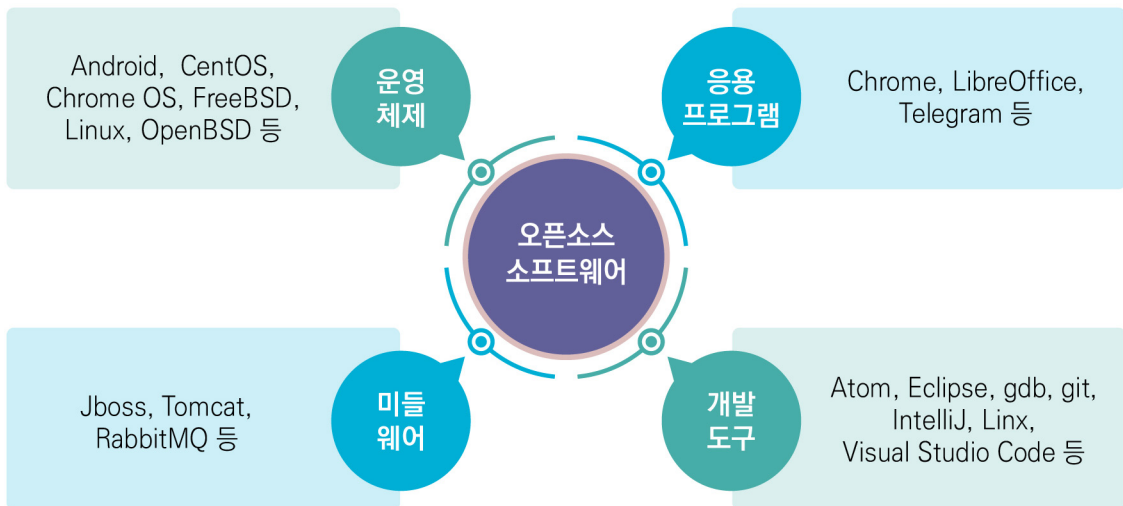 Android, CentOS,
Chrome OS, FreeBSD,
Linux, OpenBSD 등
운영
체제
응용
프로그램
Chrome, LibreOffice,
Telegram 등
오픈소스
소프트웨어
Jboss, Tomcat,
RabbitMQ 등
미들
웨어
개발
도구
Atom, Eclipse, gdb, git,
IntelliJ, Linx,
Visual Studio Code 등